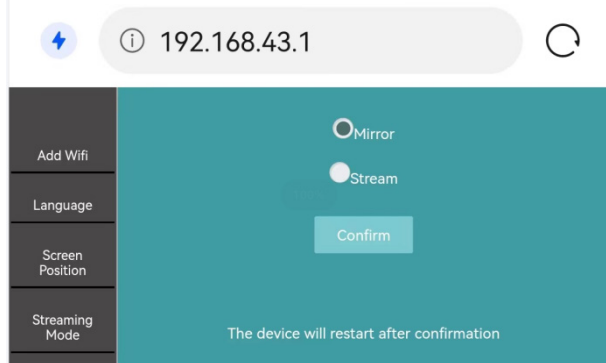 192.168.43.1
Mirror
Stream
Confirm
The device will restart after confirmation
Add Wifi
Language
Screen
Position
Streaming
Mode